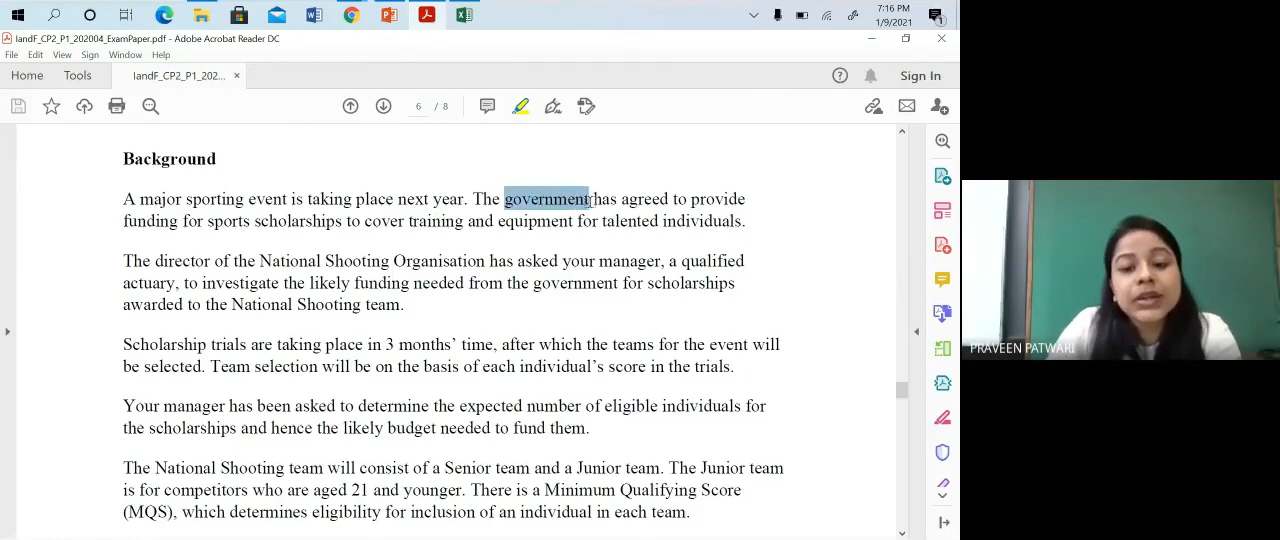 7:16 PM
1/9/2021
IandF_CP2_P1_202004_ExamPaper.pdf - Adobe Acrobat Reader DC
File Edit View Sign Window Help
Home Tools IandF_CP2_P1_202... × Sign In
6 / 8
Background
A major sporting event is taking place next year. The government has agreed to provide
funding for sports scholarships to cover training and equipment for talented individuals.
The director of the National Shooting Organisation has asked your manager, a qualified
actuary, to investigate the likely funding needed from the government for scholarships
awarded to the National Shooting team.
Scholarship trials are taking place in 3 months’ time, after which the teams for the event will
be selected. Team selection will be on the basis of each individual’s score in the trials.
Your manager has been asked to determine the expected number of eligible individuals for
the scholarships and hence the likely budget needed to fund them.
The National Shooting team will consist of a Senior team and a Junior team. The Junior team
is for competitors who are aged 21 and younger. There is a Minimum Qualifying Score
(MQS), which determines eligibility for inclusion of an individual in each team.
PRAVEEN PATWARI